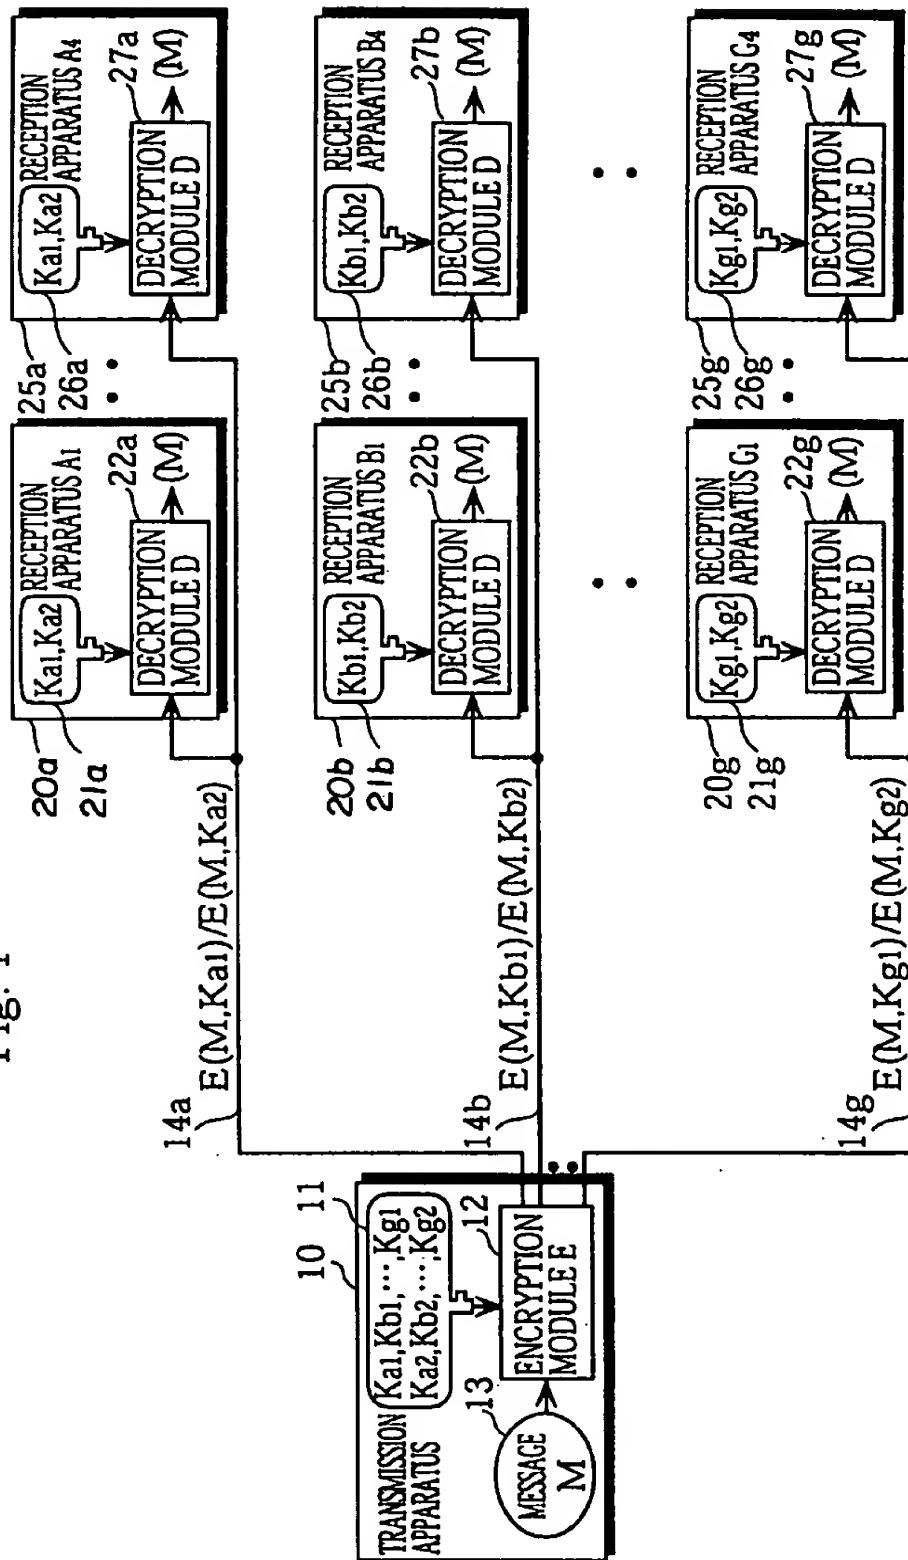 Fig. 1
TRANSMISSION
APPARATUS
10
11
Ka1,Kb1,···,Kg1
Ka2,Kb2,···,Kg2
12
ENCRYPTION
MODULE E
13
MESSAGE
M
14a
E(M,Ka1)/E(M,Ka2)
14b
E(M,Kb1)/E(M,Kb2)
14g
E(M,Kg1)/E(M,Kg2)
20a
21a
Ka1,Ka2
RECEPTION
APPARATUS A1
22a
DECRYPTION
MODULE D
(M)
25a
26a
Ka1,Ka2
RECEPTION
APPARATUS A4
27a
DECRYPTION
MODULE D
(M)
20b
21b
Kb1,Kb2
RECEPTION
APPARATUS B1
22b
DECRYPTION
MODULE D
(M)
25b
26b
Kb1,Kb2
RECEPTION
APPARATUS B4
27b
DECRYPTION
MODULE D
(M)
20g
21g
Kg1,Kg2
RECEPTION
APPARATUS G1
22g
DECRYPTION
MODULE D
(M)
25g
26g
Kg1,Kg2
RECEPTION
APPARATUS G4
27g
DECRYPTION
MODULE D
(M)